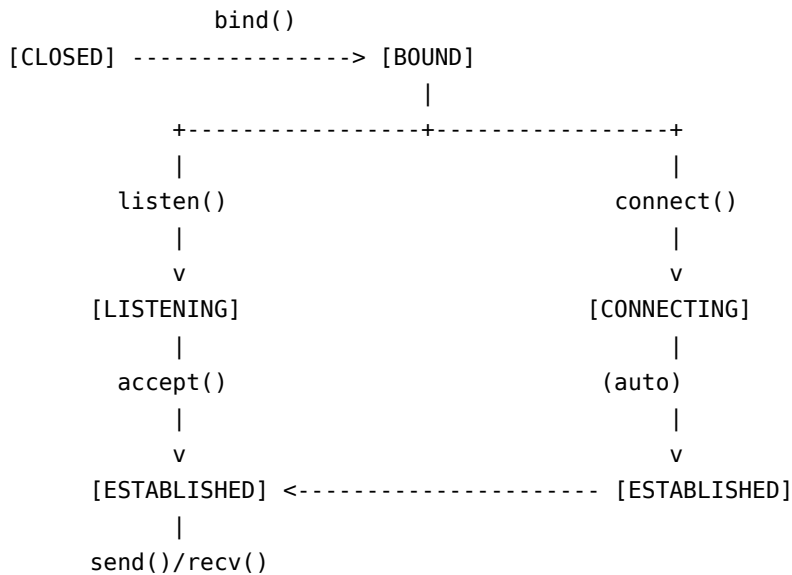 bind()
[CLOSED] ----------------> [BOUND]
|
+-----------------+-----------------+
| |
listen() connect()
| |
v v
[LISTENING] [CONNECTING]
| |
accept() (auto)
| |
v v
[ESTABLISHED] <---------------------- [ESTABLISHED]
|
send()/recv()